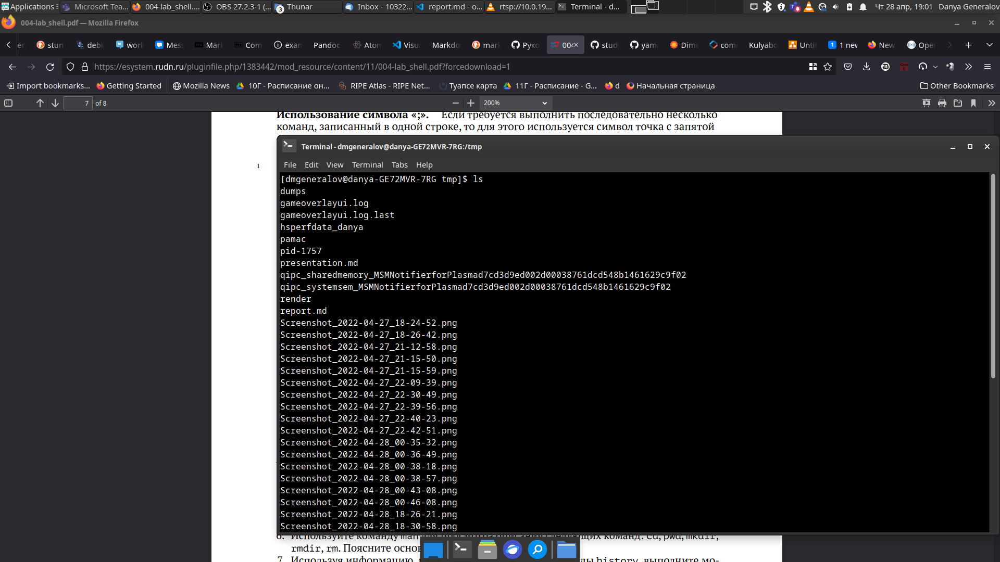 Applications Microsoft Tea... 004-lab_shell.... OBS 27.2.3-1 (... 3 Thunar Inbox - 10322... report.md - o... rtsp://10.0.19... Terminal - d... Чт 28 апр, 19:01 Danya Generalov
004-lab_shell.pdf — Mozilla Firefox
stun debi worl Mess Mark Com exam Pandoc Aton Visu Markdo mark Руко 004 stud yam Dime com Kulyabo Unti 1 1 new New Ope
https://esystem.rudn.ru/pluginfile.php/1383442/mod_resource/content/11/004-lab_shell.pdf?forcedownload=1
Import bookmarks... Getting Started Mozilla News 10Г - Расписание он... RIPE Atlas - RIPE Net... Туапсе карта 11Г - Расписание - G... d Начальная страница Other Bookmarks
7 of 8 200%
Использование символа «;». Если требуется выполнить последовательно несколько
команд, записанный в одной строке, то для этого используется символ точка с запятой
1
Terminal - dmgeneralov@danya-GE72MVR-7RG:/tmp
File Edit View Terminal Tabs Help
[dmgeneralov@danya-GE72MVR-7RG tmp]$ ls
dumps
gameoverlayui.log
gameoverlayui.log.last
hsperfdata_danya
pamac
pid-1757
presentation.md
qipc_sharedmemory_MSMNotifierforPlasmad7cd3d9ed002d00038761dcd548b1461629c9f02
qipc_systemsem_MSMNotifierforPlasmad7cd3d9ed002d00038761dcd548b1461629c9f02
render
report.md
Screenshot_2022-04-27_18-24-52.png
Screenshot_2022-04-27_18-26-42.png
Screenshot_2022-04-27_21-12-58.png
Screenshot_2022-04-27_21-15-50.png
Screenshot_2022-04-27_21-15-59.png
Screenshot_2022-04-27_22-09-39.png
Screenshot_2022-04-27_22-30-49.png
Screenshot_2022-04-27_22-39-56.png
Screenshot_2022-04-27_22-40-23.png
Screenshot_2022-04-27_22-42-51.png
Screenshot_2022-04-28_00-35-32.png
Screenshot_2022-04-28_00-36-49.png
Screenshot_2022-04-28_00-38-18.png
Screenshot_2022-04-28_00-38-57.png
Screenshot_2022-04-28_00-43-08.png
Screenshot_2022-04-28_00-46-08.png
Screenshot_2022-04-28_18-26-21.png
Screenshot_2022-04-28_18-30-58.png
6. Используйте команду man команд: cd, pwd, mkdir,
rmdir, rm. Поясните основ
7. Используя информацию, history, выполните мо-